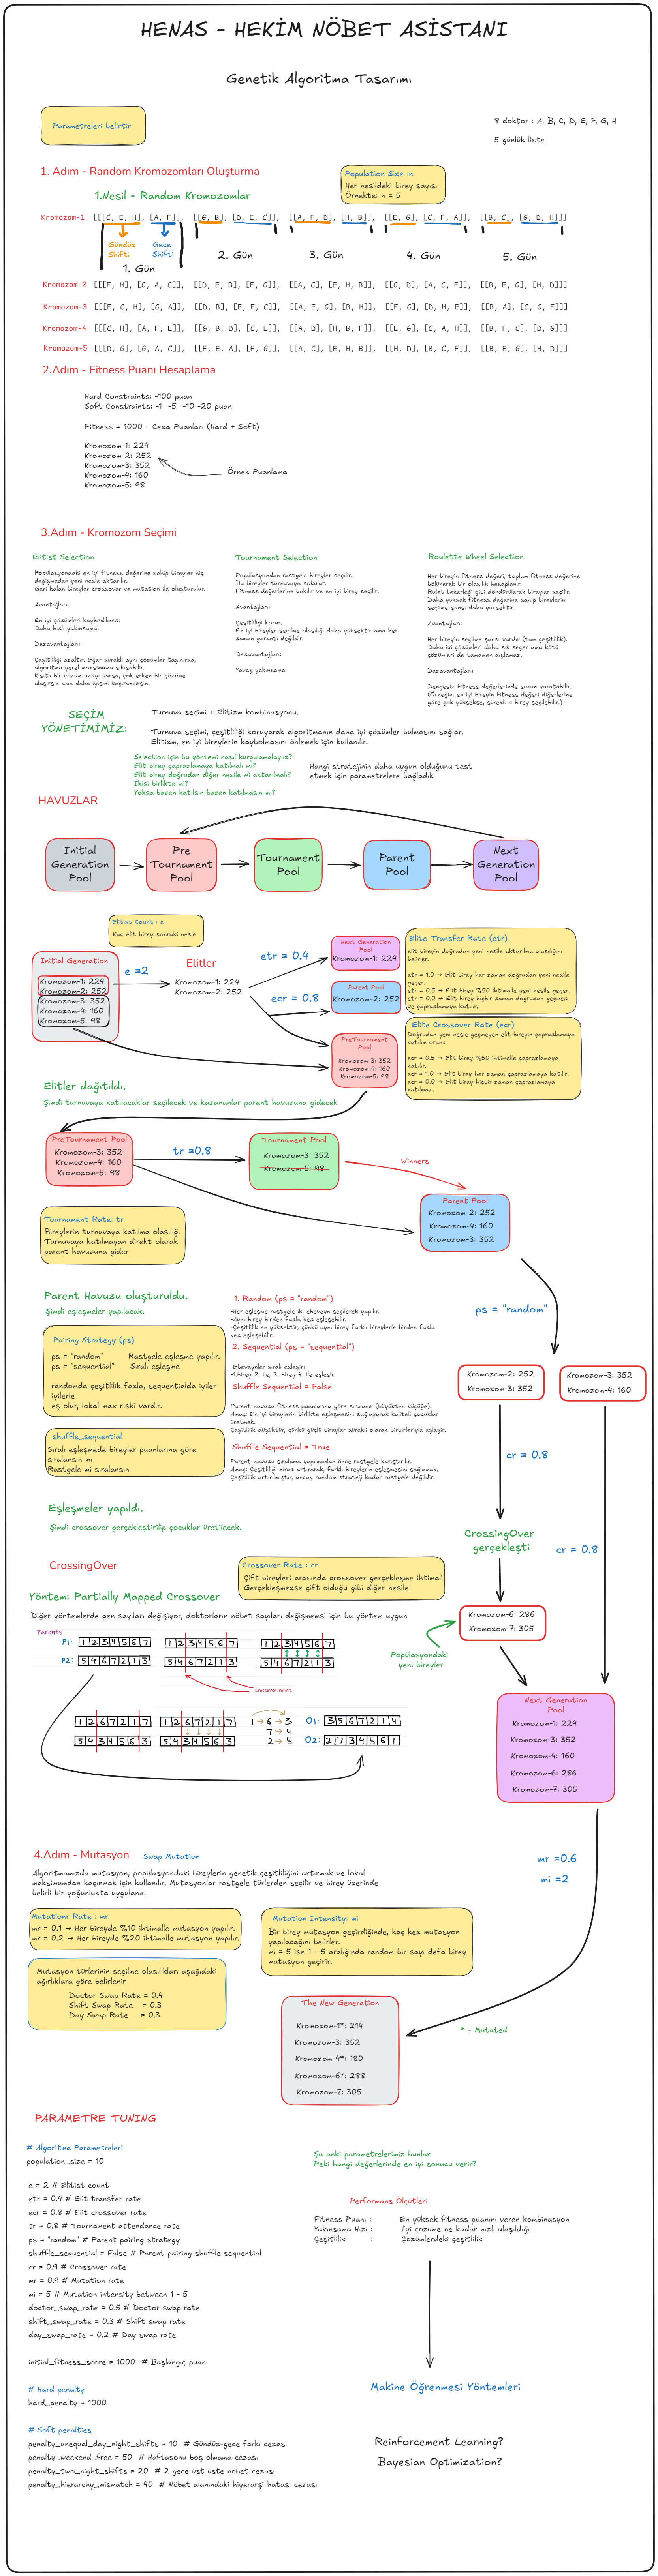 HENAS - HEKİM NÖBET ASİSTANI
Genetik Algoritma Tasarımı
Parametreleri belirtir
8 doktor : A, B, C, D, E, F, G, H
5 günlük liste
1. Adım - Random Kromozomları Oluşturma
Population Size :n
Her nesildeki birey sayısı
Örnekte: n = 5
1.Nesil - Random Kromozomlar
Kromozom-1 [[[C, E, H], [A, F]], [[G, B], [D, E, C]], [[A, F, D], [H, B]], [[E, G], [C, F, A]], [[B, C], [G, D, H]]]
Gündüz Shift:
Gece Shift:
1. Gün
2. Gün
3. Gün
4. Gün
5. Gün
Kromozom-2 [[[F, H], [G, A, C]], [[D, E, B], [F, G]], [[A, C], [E, H, B]], [[G, D], [A, C, F]], [[B, E, G], [H, D]]]
Kromozom-3 [[[F, C, H], [G, A]], [[D, B], [E, F, C]], [[A, E, G], [B, H]], [[F, G], [D, H, E]], [[B, A], [C, G, F]]]
Kromozom-4 [[[C, H], [A, F, E]], [[G, B, D], [C, E]], [[A, D], [H, B, F]], [[E, G], [C, A, H]], [[B, F, C], [D, G]]]
Kromozom-5 [[[D, G], [G, A, C]], [[F, E, A], [F, G]], [[A, C], [E, H, B]], [[H, D], [B, C, F]], [[B, E, G], [H, D]]]
2.Adım - Fitness Puanı Hesaplama
Hard Constraints: -100 puan
Soft Constraints: -1 -5 -10 -20 puan
Fitness = 1000 - Ceza Puanları (Hard + Soft)
Kromozom-1: 224
Kromozom-2: 252
Kromozom-3: 352
Kromozom-4: 160
Kromozom-5: 98
Örnek Puanlama
3.Adım - Kromozom Seçimi
Elitist Selection
Popülasyondaki en iyi fitness değerine sahip bireyler hiç
değişmeden yeni nesle aktarılır.
Geri kalan bireyler crossover ve mutation ile oluşturulur.
Avantajları:
En iyi çözümleri kaybedilmez.
Daha hızlı yakınsama.
Dezavantajları:
Çeşitliliği azaltır. Eğer sürekli aynı çözümler taşınırsa,
algoritma yerel maksimuma sıkışabilir.
Kısıtlı bir çözüm uzayı varsa, çok erken bir çözüme
ulaşırsın ama daha iyisini kaçırabilirsin.
Tournament Selection
Popülasyondan rastgele bireyler seçilir.
Bu bireyler turnuvaya sokulur.
Fitness değerlerine bakılır ve en iyi birey seçilir.
Avantajları:
Çeşitliliği korur.
En iyi bireyler seçilme olasılığı daha yüksektir ama her
zaman garanti değildir.
Dezavantajları:
Yavaş yakınsama
Roulette Wheel Selection
Her bireyin fitness değeri, toplam fitness değerine
bölünerek bir olasılık hesaplanır.
Rulet tekerleği gibi döndürülerek bireyler seçilir.
Daha yüksek fitness değerine sahip bireylerin
seçilme şansı daha yüksektir.
Avantajları:
Her bireyin seçilme şansı vardır (tam çeşitlilik).
Daha iyi çözümleri daha sık seçer ama kötü
çözümleri de tamamen dışlamaz.
Dezavantajları:
Dengesiz fitness değerlerinde sorun yaratabilir.
(Örneğin, en iyi bireyin fitness değeri diğerlerine
göre çok yüksekse, sürekli o birey seçilebilir.)
SEÇİM
YÖNETİMİMİZ:
Turnuva seçimi + Elitizm kombinasyonu.
Turnuva seçimi, çeşitliliği koruyarak algoritmanın daha iyi çözümler bulmasını sağlar.
Elitizm, en iyi bireylerin kaybolmasını önlemek için kullanılır.
Selection için bu yöntemi nasıl kurgulamalıyız?
Elit birey çaprazlamaya katılmalı mı?
Elit birey doğrudan diğer nesile mi aktarılmalı?
İkisi birlikte mi?
Yoksa bazen katılsın bazen katılmasın mı?
Hangi stratejinin daha uygun olduğunu test
etmek için parametrelere bağladık
HAVUZLAR
Initial
Generation
Pool
Pre
Tournament
Pool
Tournament
Pool
Parent
Pool
Next
Generation
Pool
Elitist Count : e
Kaç elit birey sonraki nesle
Initial Generation
Kromozom-1: 224
Kromozom-2: 252
Kromozom-3: 352
Kromozom-4: 160
Kromozom-5: 98
e =2
Elitler
Kromozom-1: 224
Kromozom-2: 252
etr = 0.4
ecr = 0.8
Next Generation
Pool
Kromozom-1: 224
Parent Pool
Kromozom-2: 252
PreTournament
Pool
Kromozom-3: 352
Kromozom-4: 160
Kromozom-5: 98
Elite Transfer Rate (etr)
elit bireyin doğrudan yeni nesle aktarılma olasılığını
belirler.
etr = 1.0 → Elit birey her zaman doğrudan yeni nesle
geçer.
etr = 0.5 → Elit birey %50 ihtimalle yeni nesle geçer.
etr = 0.0 → Elit birey hiçbir zaman doğrudan geçmez
ve çaprazlamaya katılır.
Elite Crossover Rate (ecr)
Doğrudan yeni nesle geçmeyen elit bireyin çaprazlamaya
katılım oranı:
ecr = 0.5 → Elit birey %50 ihtimalle çaprazlamaya
katılır.
ecr = 1.0 → Elit birey her zaman çaprazlamaya katılır.
ecr = 0.0 → Elit birey hiçbir zaman çaprazlamaya
katılmaz.
Elitler dağıtıldı.
Şimdi turnuvaya katılacaklar seçilecek ve kazananlar parent havuzuna gidecek
PreTournament Pool
Kromozom-3: 352
Kromozom-4: 160
Kromozom-5: 98
tr =0.8
Tournament Pool
Kromozom-3: 352
Kromozom-5: 98
Winners
Parent Pool
Kromozom-2: 252
Kromozom-4: 160
Kromozom-3: 352
Tournament Rate: tr
Bireylerin turnuvaya katılma olasılığı
Turnuvaya katılmayan direkt olarak
parent havuzuna gider
Parent Havuzu oluşturuldu.
Şimdi eşleşmeler yapılacak.
Pairing Strategy (ps)
ps = "random" Rastgele eşleşme yapılır.
ps = "sequential" Sıralı eşleşme
randomda çeşitlilik fazla, sequentialda iyiler
iyilerle
eş olur, lokal max riski vardır.
shuffle_sequential
Sıralı eşleşmede bireyler puanlarına göre
sıralansın mı
Rastgele mi sıralansın
1. Random (ps = "random")
-Her eşleşme rastgele iki ebeveyn seçilerek yapılır.
-Aynı birey birden fazla kez eşleşebilir.
-Çeşitlilik en yüksektir, çünkü aynı birey farklı bireylerle birden fazla
kez eşleşebilir.
2. Sequential (ps = "sequential")
-Ebeveynler sıralı eşleşir:
-1.birey 2. ile, 3. birey 4. ile eşleşir.
Shuffle Sequential = False
Parent havuzu fitness puanlarına göre sıralanır (büyükten küçüğe).
Amaç: En iyi bireylerin birlikte eşleşmesini sağlayarak kaliteli çocuklar
üretmek.
Çeşitlilik düşüktür, çünkü güçlü bireyler sürekli olarak birbirleriyle eşleşir.
Shuffle Sequential = True
Parent havuzu sıralama yapılmadan önce rastgele karıştırılır.
Amaç: Çeşitliliği biraz artırarak, farklı bireylerin eşleşmesini sağlamak.
Çeşitlilik artırılmıştır, ancak random strateji kadar rastgele değildir.
ps = "random"
Kromozom-2: 252
Kromozom-3: 352
Kromozom-3: 352
Kromozom-4: 160
cr = 0.8
CrossingOver
gerçekleşti
cr = 0.8
Eşleşmeler yapıldı.
Şimdi crossover gerçekleştirilip çocuklar üretilecek.
CrossingOver
Crossover Rate : cr
Çift bireyleri arasında crossover gerçekleşme ihtimali
Gerçekleşmezse çift olduğu gibi diğer nesile
Yöntem: Partially Mapped Crossover
Diğer yöntemlerde gen sayıları değişiyor, doktorların nöbet sayıları değişmemsi için bu yöntem uygun
Kromozom-6: 286
Kromozom-7: 305
Popülasyondaki
yeni bireyler
Parents
P1: 1 2 3 4 5 6 7
P2: 5 4 6 7 2 1 3
1 2 3 4 5 6 7
5 4 6 7 2 1 3
1 2 3 4 5 6 7
5 4 6 7 2 1 3
Crossover Points
1 2 6 7 2 1 7
5 4 3 4 5 6 3
1 2 6 7 2 1 7
5 4 3 4 5 6 3
1 → 6 → 3
7 → 4
2 → 5
O1: 3 5 6 7 2 1 4
O2: 2 7 3 4 5 6 1
Next Generation
Pool
Kromozom-1: 224
Kromozom-3: 352
Kromozom-4: 160
Kromozom-6: 286
Kromozom-7: 305
4.Adım - Mutasyon Swap Mutation
Algoritmamızda mutasyon, popülasyondaki bireylerin genetik çeşitliliğini artırmak ve lokal
maksimumdan kaçınmak için kullanılır. Mutasyonlar rastgele türlerden seçilir ve birey üzerinde
belirli bir yoğunlukta uygulanır.
mr =0.6
mi =2
Mutationr Rate : mr
mr = 0.1 → Her bireyde %10 ihtimalle mutasyon yapılır.
mr = 0.2 → Her bireyde %20 ihtimalle mutasyon yapılır.
Mutation Intensity: mi
Bir birey mutasyon geçirdiğinde, kaç kez mutasyon
yapılacağını belirler.
mi = 5 ise 1 - 5 aralığında random bir sayı defa birey
mutasyon geçirir.
Mutasyon türlerinin seçilme olasılıkları aşağıdaki
ağırlıklara göre belirlenir
Doctor Swap Rate = 0.4
Shift Swap Rate = 0.3
Day Swap Rate = 0.3
The New Generation
Kromozom-1*: 214
Kromozom-3: 352
Kromozom-4*: 180
Kromozom-6*: 288
Kromozom-7: 305
* - Mutated
PARAMETRE TUNING
# Algoritma Parametreleri
population_size = 10
e = 2 # Elitist count
etr = 0.4 # Elit transfer rate
ecr = 0.8 # Elit crossover rate
tr = 0.8 # Tournament attendance rate
ps = "random" # Parent pairing strategy
shuffle_sequential = False # Parent pairing shuffle sequential
cr = 0.9 # Crossover rate
mr = 0.9 # Mutation rate
mi = 5 # Mutation intensity between 1 - 5
doctor_swap_rate = 0.5 # Doctor swap rate
shift_swap_rate = 0.3 # Shift swap rate
day_swap_rate = 0.2 # Day swap rate
initial_fitness_score = 1000 # Başlangıç puanı
# Hard penalty
hard_penalty = 1000
# Soft penalties
penalty_unequal_day_night_shifts = 10 # Gündüz-gece farkı cezası
penalty_weekend_free = 50 # Haftasonu boş olmama cezası
penalty_two_night_shifts = 20 # 2 gece üst üste nöbet cezası
penalty_hierarchy_mismatch = 40 # Nöbet alanındaki hiyerarşi hatası cezası
Şu anki parametrelerimiz bunlar
Peki hangi değerlerinde en iyi sonucu verir?
Performans Ölçütleri
Fitness Puanı : En yüksek fitness puanını veren kombinasyon
Yakınsama Hızı : İyi çözüme ne kadar hızlı ulaşıldığı
Çeşitlilik : Çözümlerdeki çeşitlilik
Makine Öğrenmesi Yöntemleri
Reinforcement Learning?
Bayesian Optimization?